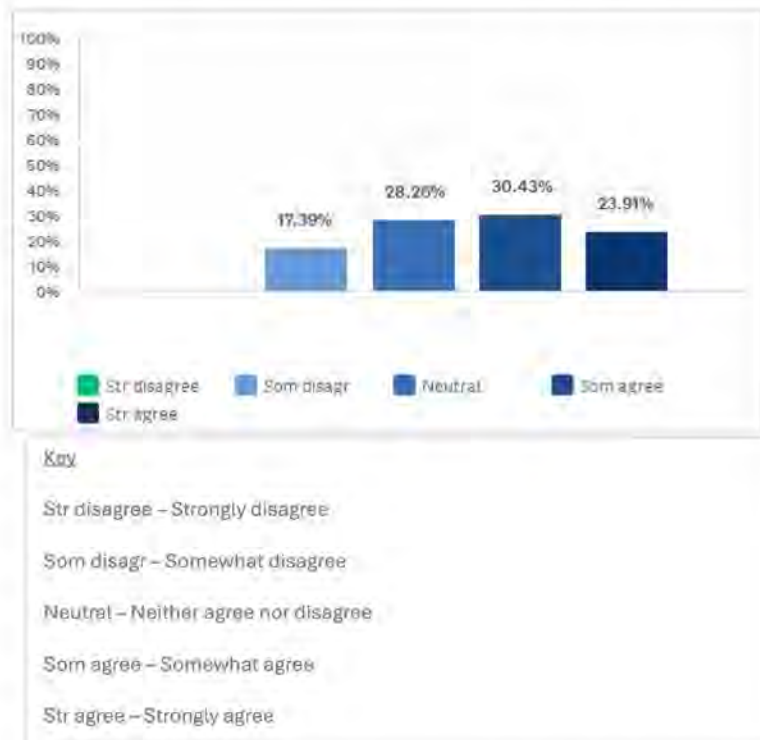 100%
90%
80%
70%
60%
50%
40%
30%
20%
10%
0%
17.39%
28.26%
30.43%
23.91%
Str disagree Som disagr Neutral Som agree
Str agree
Key
Str disagree – Strongly disagree
Som disagr – Somewhat disagree
Neutral – Neither agree nor disagree
Som agree – Somewhat agree
Str agree – Strongly agree